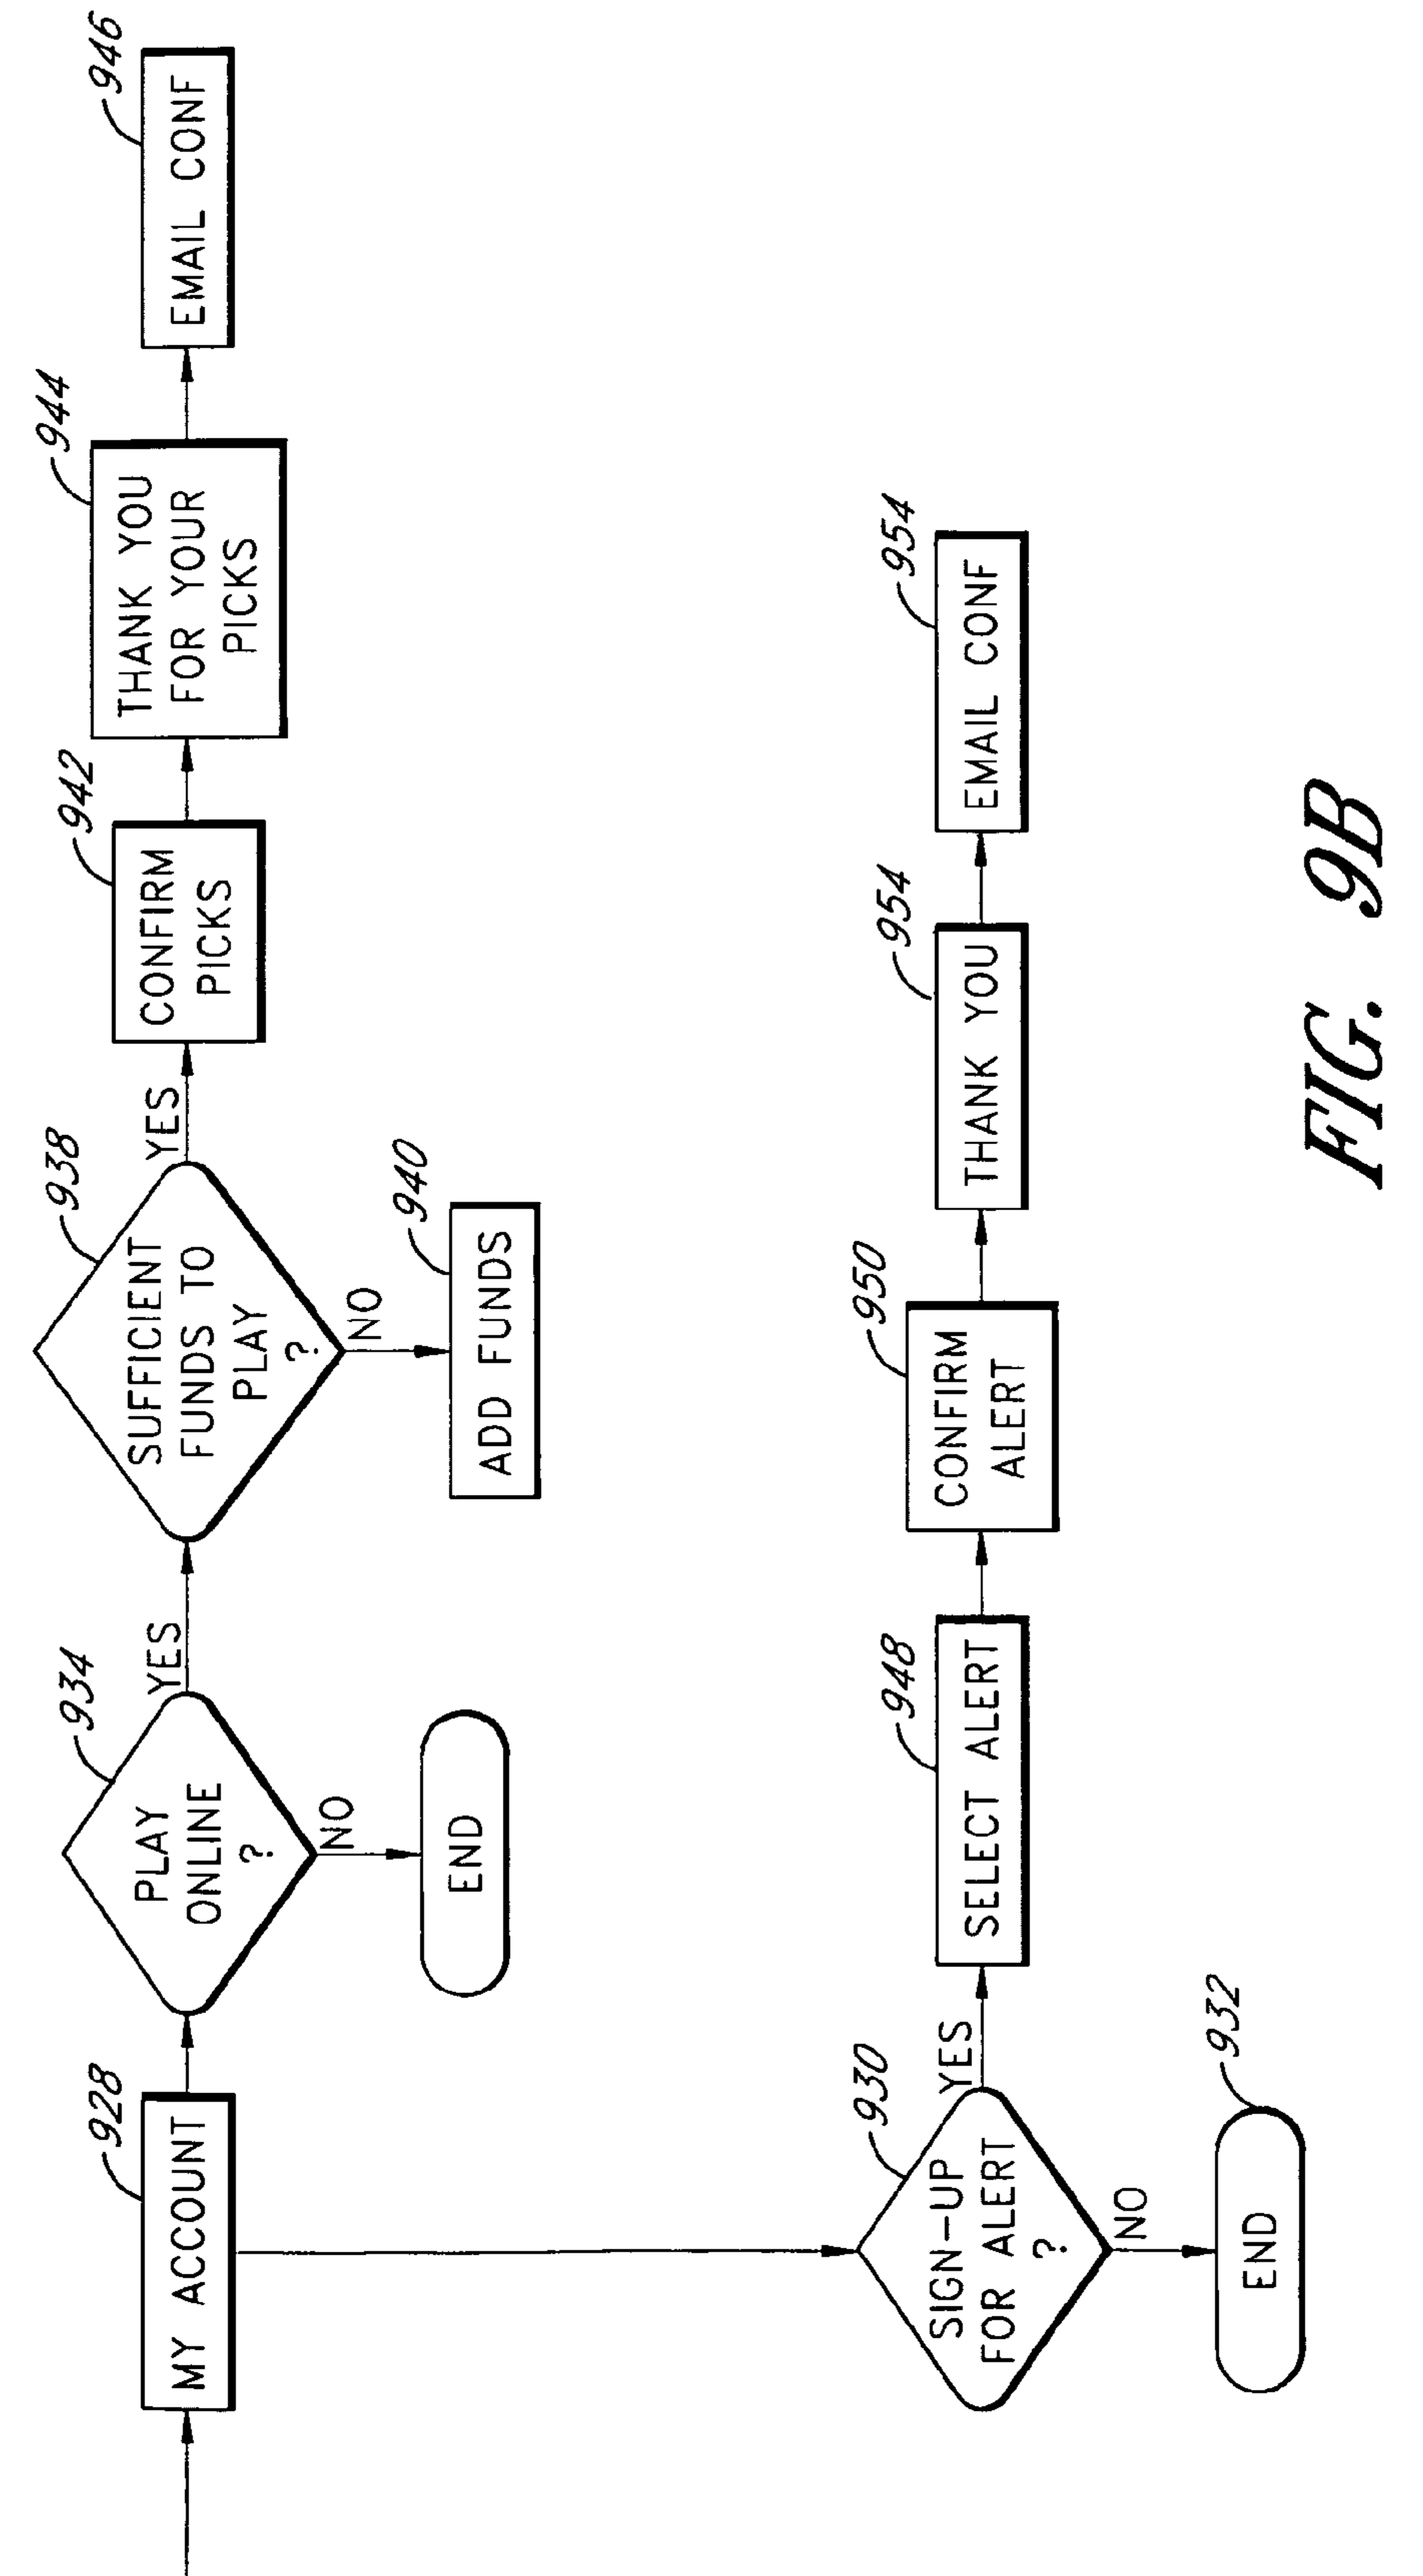 928
MY ACCOUNT
934
PLAY
ONLINE
?
YES
NO
END
938
SUFFICIENT
FUNDS TO
PLAY
?
YES
NO
940
ADD FUNDS
942
CONFIRM
PICKS
944
THANK YOU
FOR YOUR
PICKS
946
EMAIL CONF
930
SIGN-UP
FOR ALERT
?
YES
NO
932
END
948
SELECT ALERT
950
CONFIRM
ALERT
954
THANK YOU
954
EMAIL CONF
FIG. 9B